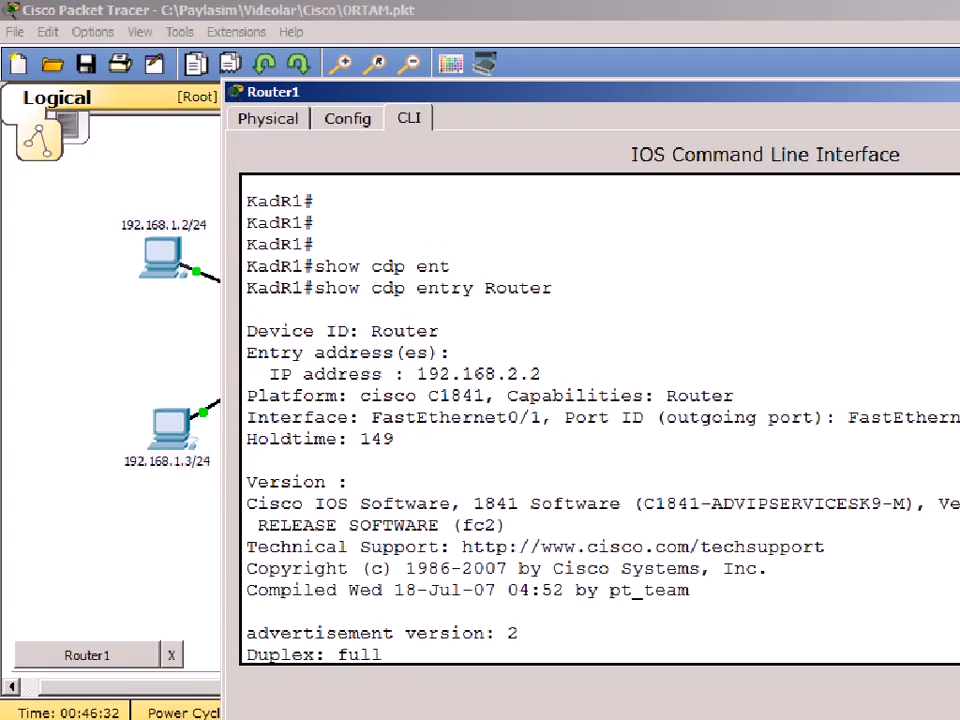 Cisco Packet Tracer - C:\Paylasim\Videolar\Cisco\ORTAM.pkt
File Edit Options View Tools Extensions Help
Logical
[Root]
Router1
Physical Config CLI
IOS Command Line Interface
192.168.1.2/24
192.168.1.3/24
KadR1#
KadR1#
KadR1#
KadR1#show cdp ent
KadR1#show cdp entry Router
Device ID: Router
Entry address(es):
IP address : 192.168.2.2
Platform: cisco C1841, Capabilities: Router
Interface: FastEthernet0/1, Port ID (outgoing port): FastEthern
Holdtime: 149
Version :
Cisco IOS Software, 1841 Software (C1841-ADVIPSERVICESK9-M), Ve
RELEASE SOFTWARE (fc2)
Technical Support: http://www.cisco.com/techsupport
Copyright (c) 1986-2007 by Cisco Systems, Inc.
Compiled Wed 18-Jul-07 04:52 by pt_team
advertisement version: 2
Duplex: full
Router1 X
Time: 00:46:32 Power Cycl